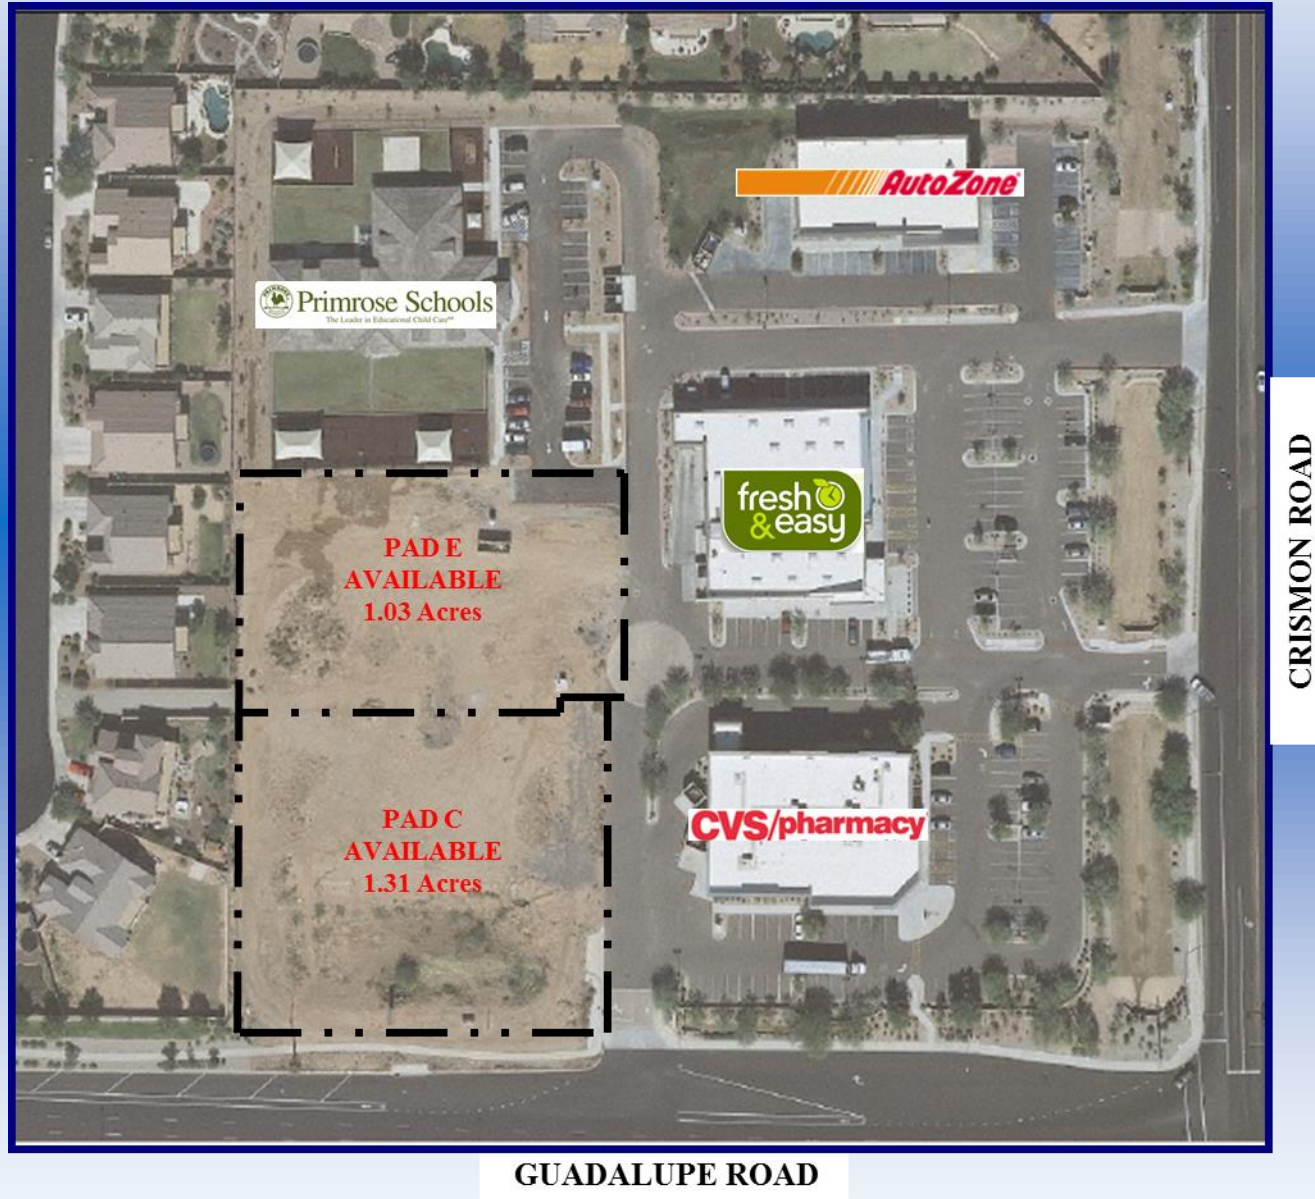 AutoZone
Primrose Schools
The Leader in Educational Child Care
fresh
& easy
PAD E
AVAILABLE
1.03 Acres
CRISMON ROAD
PAD C
AVAILABLE
1.31 Acres
CVS/pharmacy
GUADALUPE ROAD